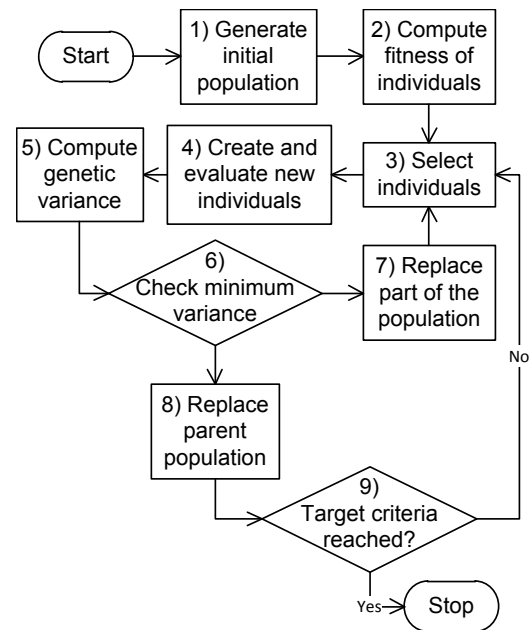 Start
1) Generate
initial
population
2) Compute
fitness of
individuals
3) Select
individuals
4) Create and
evaluate new
individuals
5) Compute
genetic
variance
6)
Check minimum
variance
7) Replace
part of the
population
8) Replace
parent
population
9)
Target criteria
reached?
No
Yes
Stop